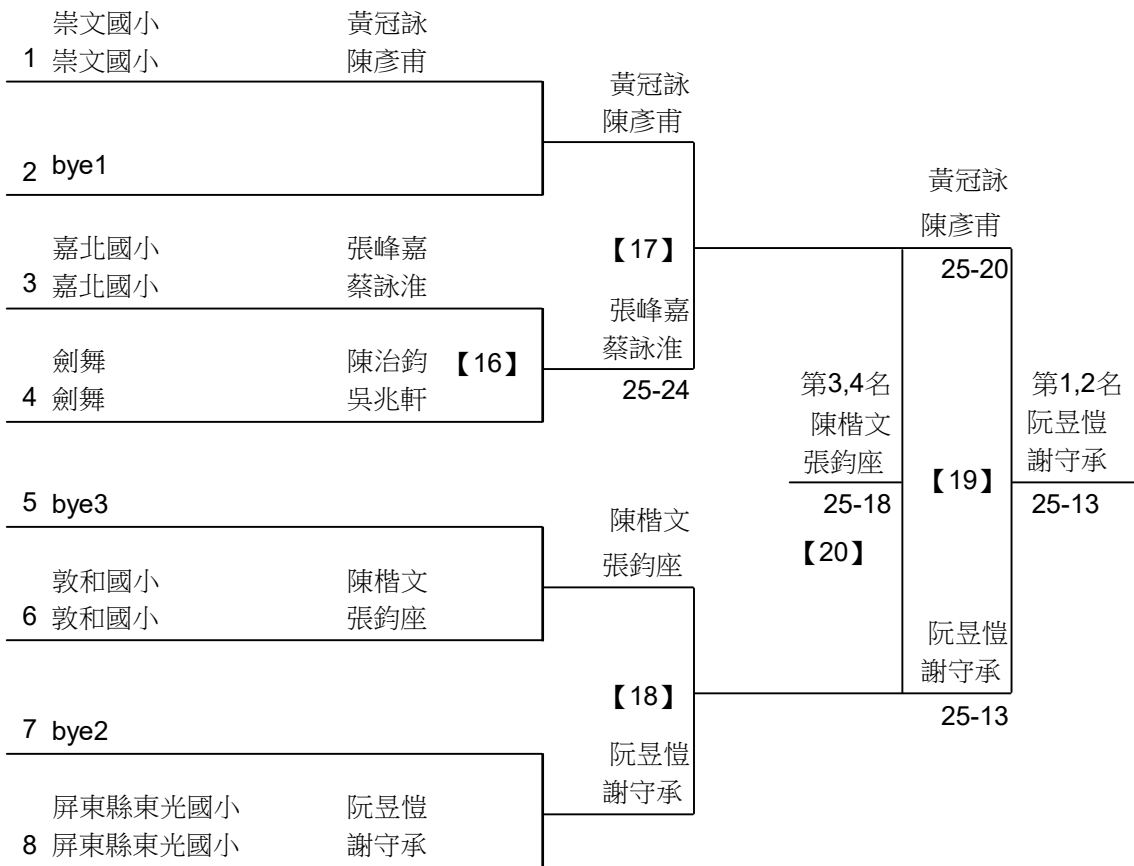 崇文國小 黃冠詠
1 崇文國小 陳彥甫
黃冠詠
陳彥甫
2 bye1
黃冠詠
陳彥甫
25-20
嘉北國小 張峰嘉
3 嘉北國小 蔡詠淮
【17】
張峰嘉
蔡詠淮
25-24
劍舞 陳治鈞 【16】
4 劍舞 吳兆軒
第3,4名
陳楷文
張鈞座
25-18
【20】
【19】
第1,2名
阮昱愷
謝守承
25-13
5 bye3
陳楷文
張鈞座
敦和國小 陳楷文
6 敦和國小 張鈞座
阮昱愷
謝守承
25-13
【18】
7 bye2
阮昱愷
謝守承
屏東縣東光國小 阮昱愷
8 屏東縣東光國小 謝守承